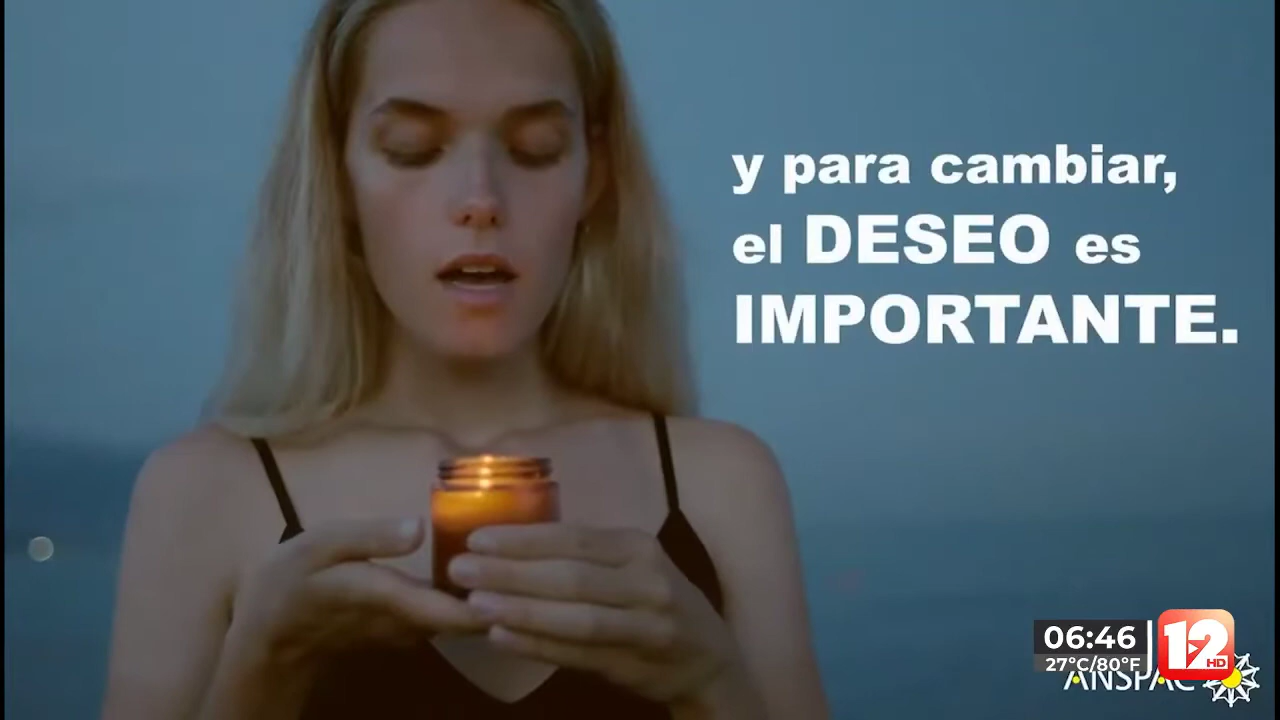 y para cambiar,
el DESEO es
IMPORTANTE.
06:46
27°C/80°F
12
HD
ANSPAC